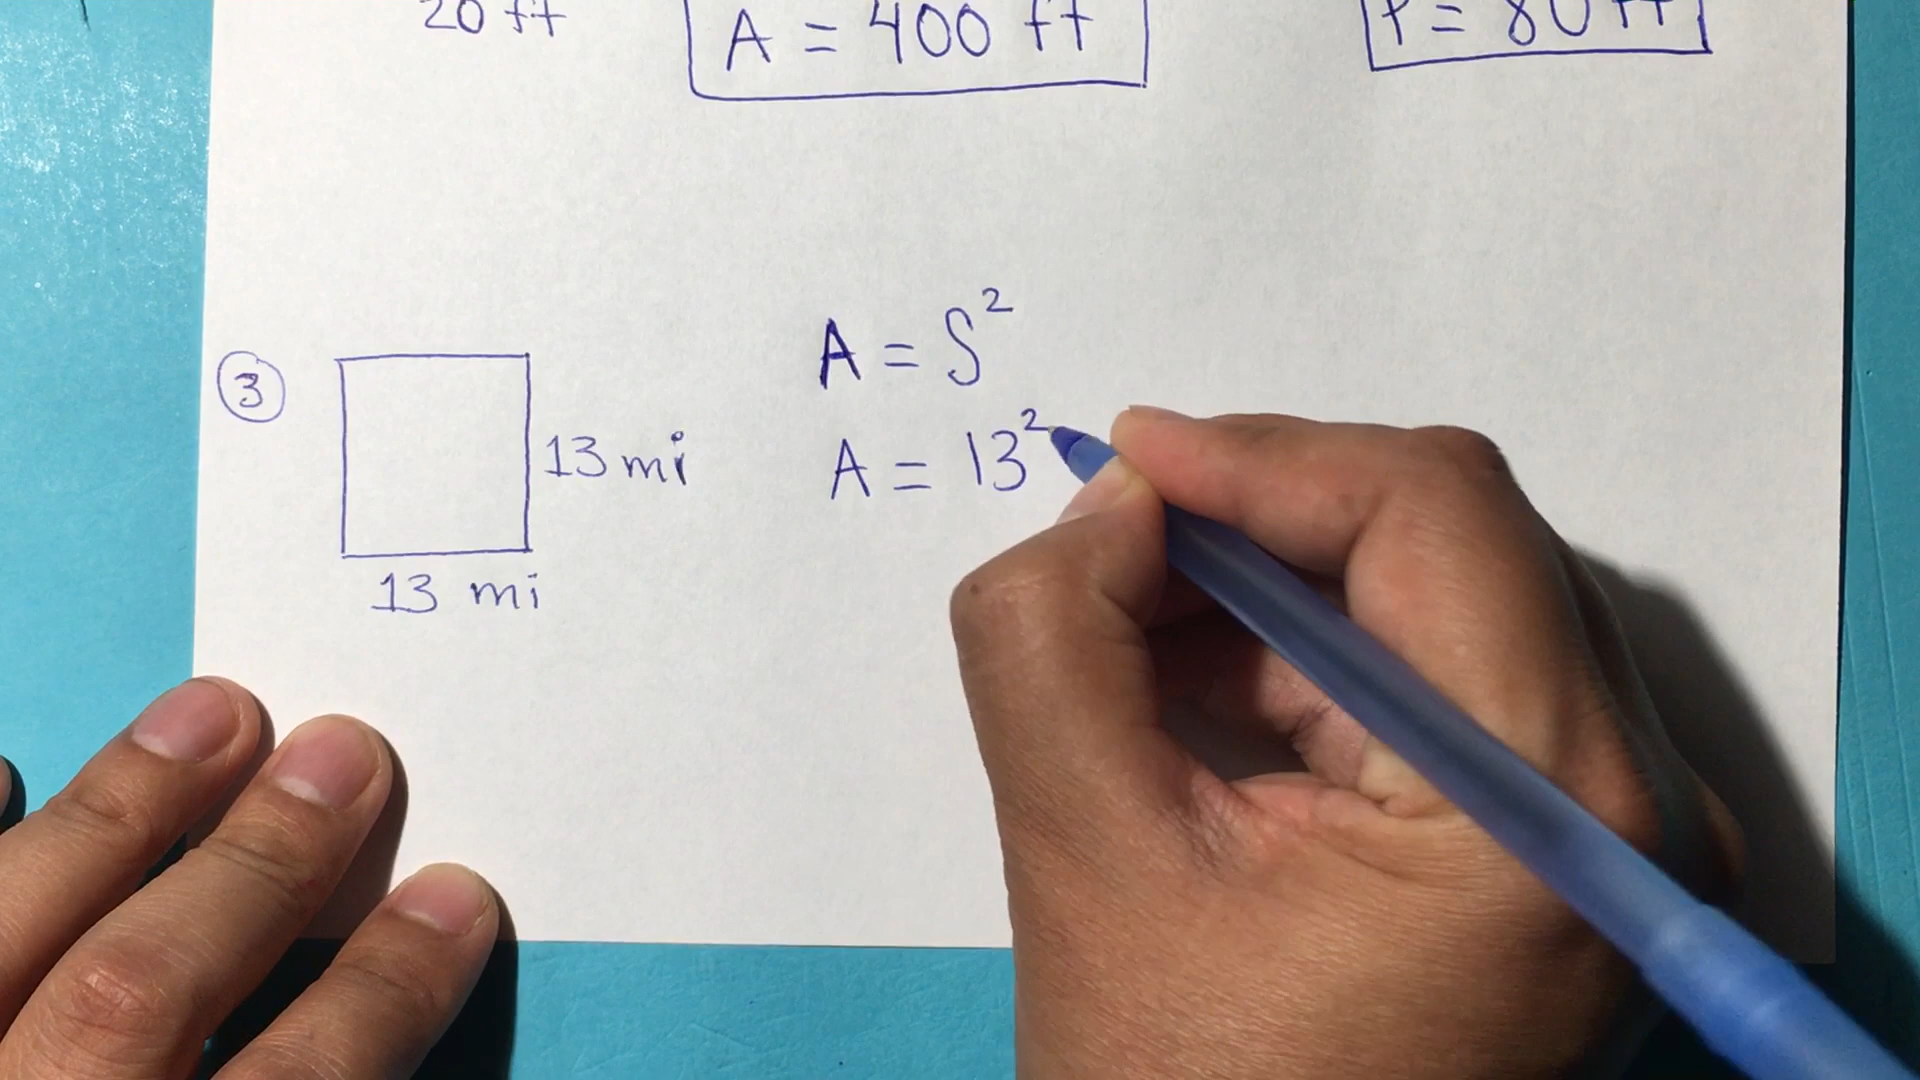 20 ft
A = 400 ft
P = 80 ft
3
13 mi
13 mi
A = S²
A = 13²